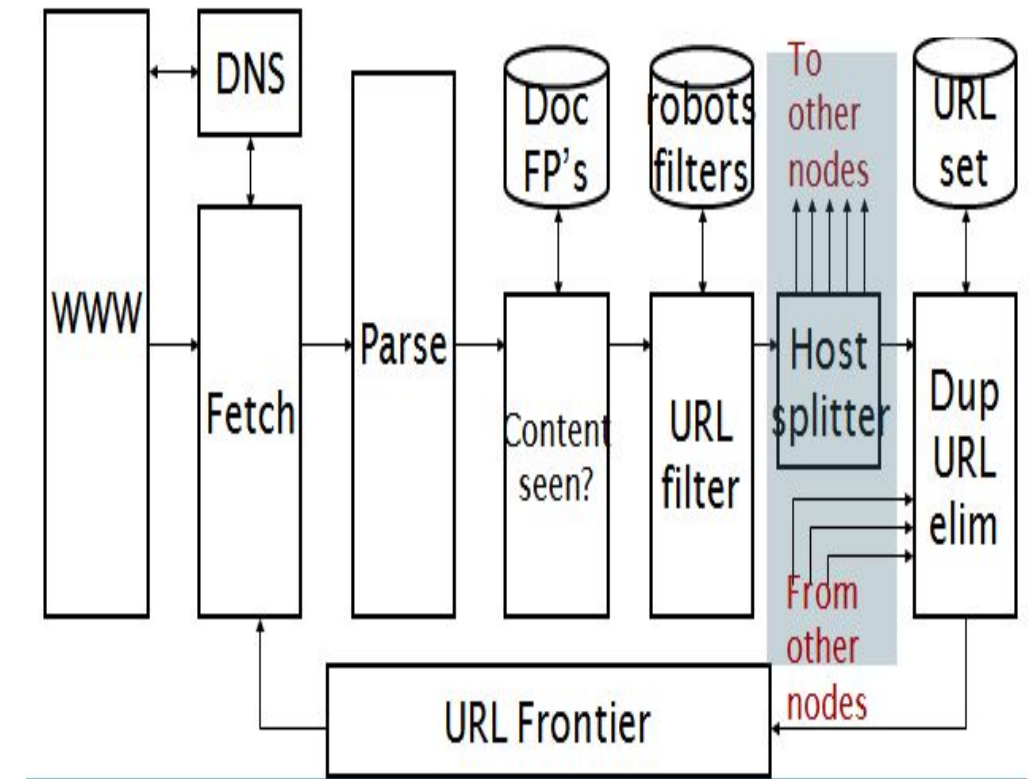 WWW
DNS
Fetch
Parse
Doc
FP's
Content
seen?
robots
filters
URL
filter
To
other
nodes
Host
splitter
From
other
nodes
URL
set
Dup
URL
elim
URL Frontier